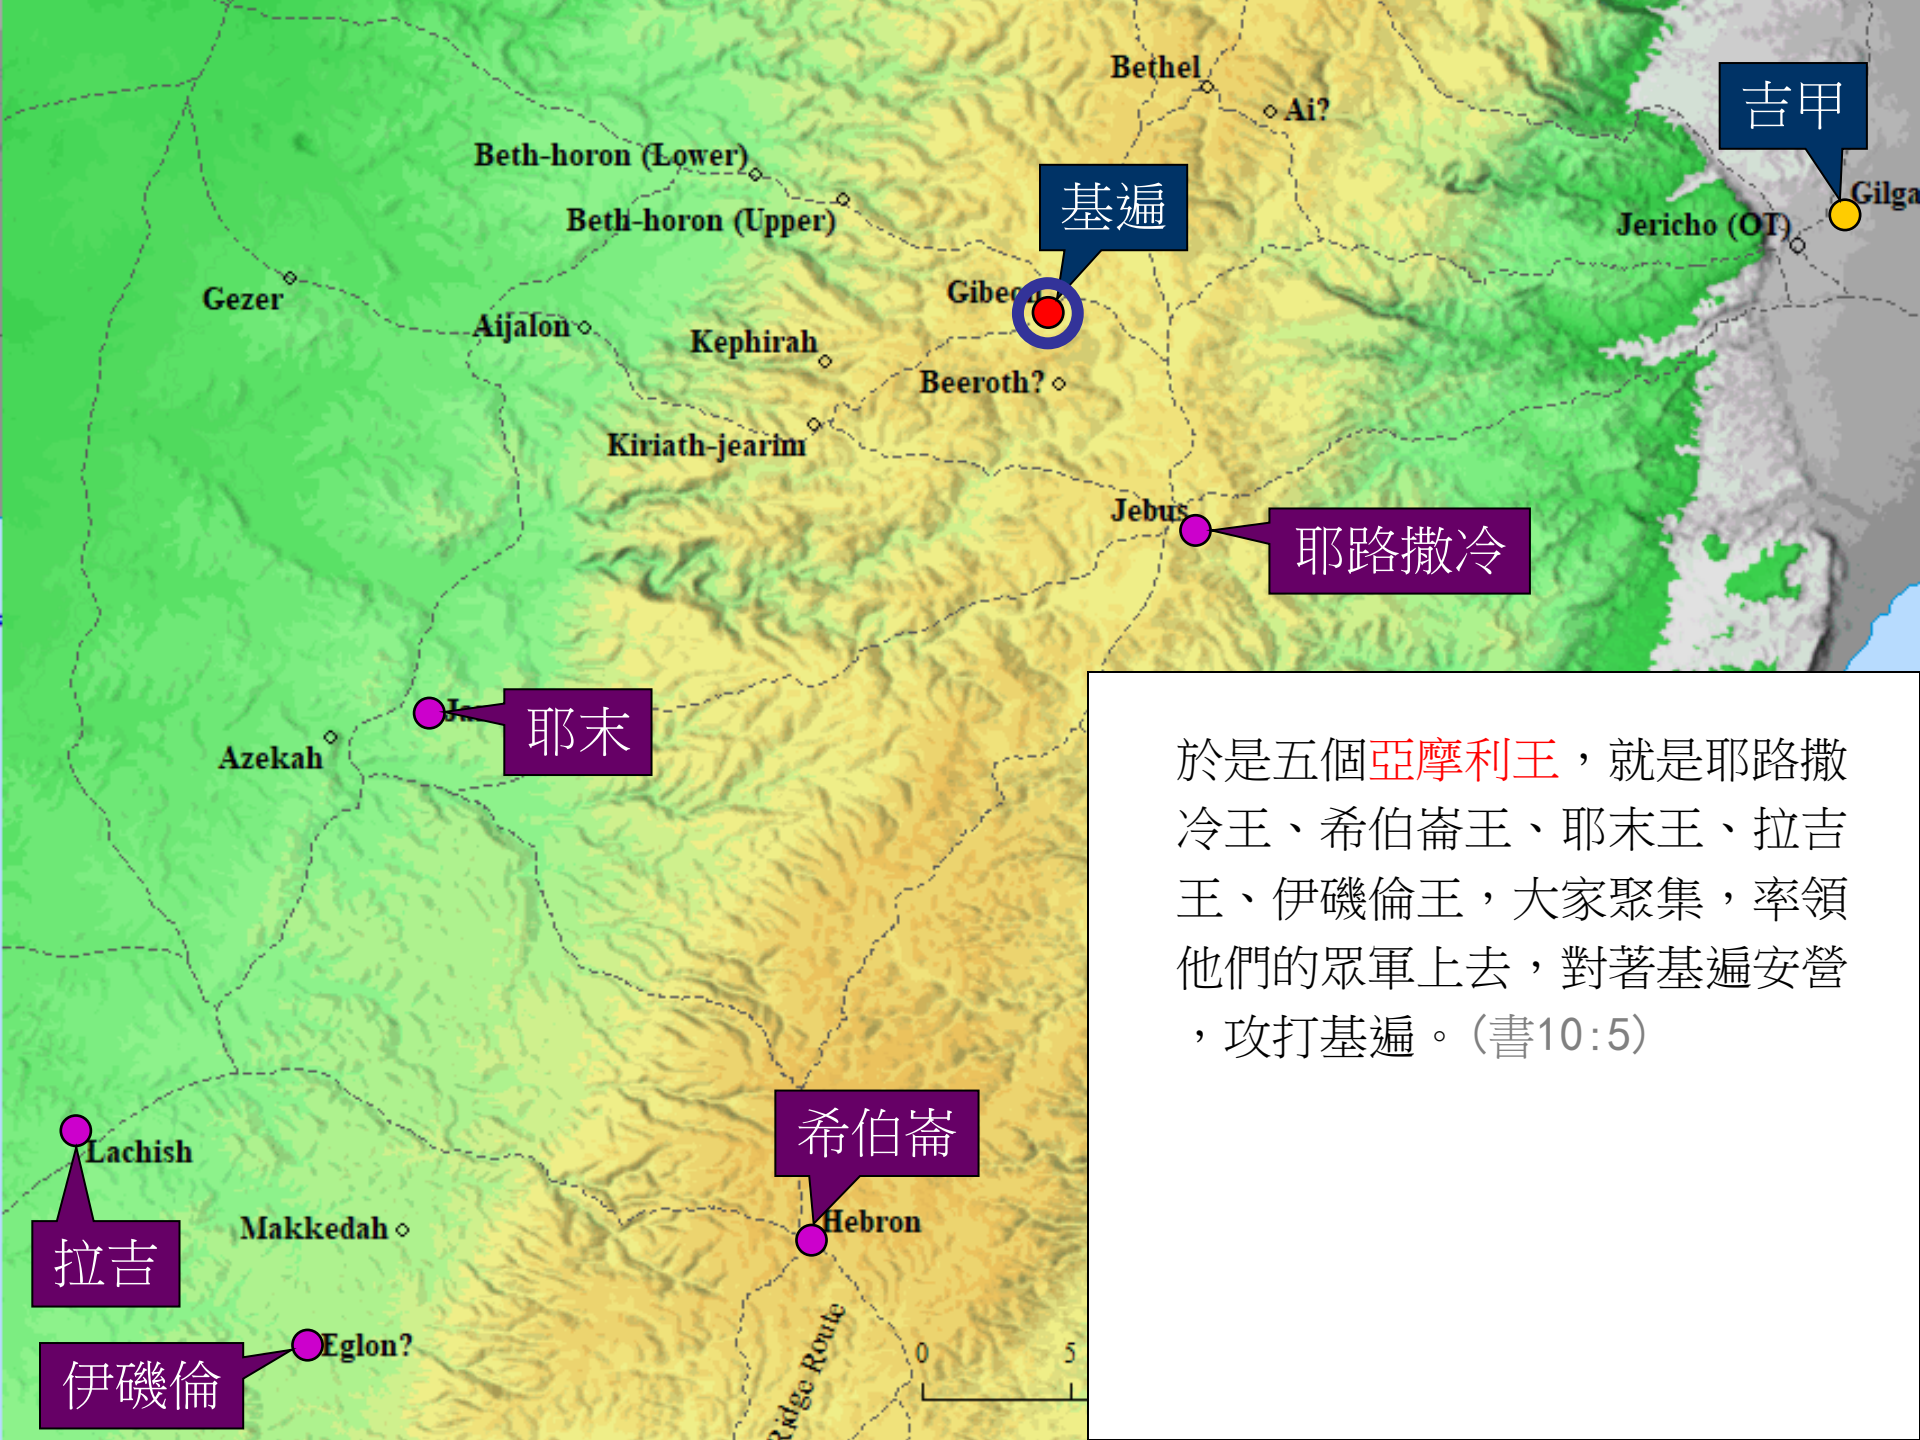 Bethel
Ai?
吉甲
Beth-horon (Lower)
基遍
Beth-horon (Upper)
Jericho (OT)
Gilga
Gezer
Aijalon
Kephirah
Beeroth?
Kiriath-jearim
Jebus
耶路撒冷
耶末
Azekah
於是五個亞摩利王，就是耶路撒
冷王、希伯崙王、耶末王、拉吉
王、伊磯倫王，大家聚集，率領
他們的眾軍上去，對著基遍安營
，攻打基遍。(書10:5)
希伯崙
Lachish
拉吉
Makkedah
Hebron
Eglon?
伊磯倫
Ridge Route
0 5